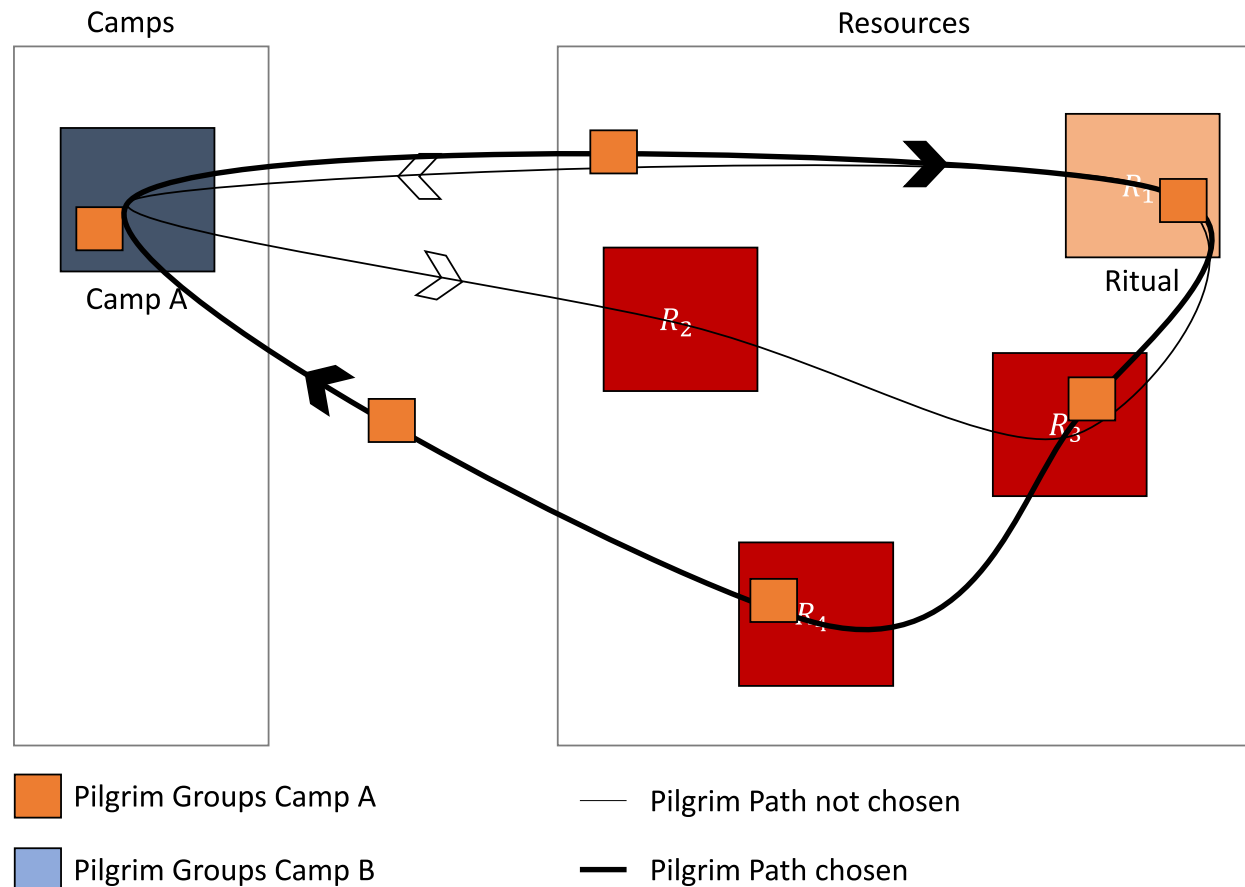 Camps
Resources
R1
Ritual
Camp A
R2
R3
R4
Pilgrim Groups Camp A
Pilgrim Path not chosen
Pilgrim Groups Camp B
Pilgrim Path chosen